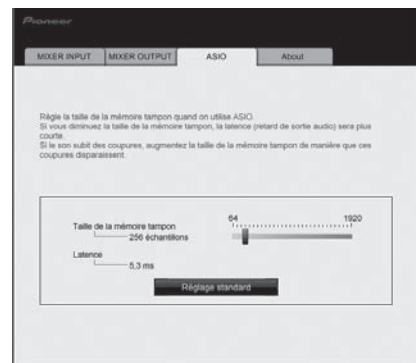 Pioneer
MIXER INPUT MIXER OUTPUT ASIO About
Règle la taille de la mémoire tampon quand on utilise ASIO.
Si vous diminuez la taille de la mémoire tampon, la latence (retard de sortie audio) sera plus
courte.
Si le son subit des coupures, augmentez la taille de la mémoire tampon de manière que ces
coupures disparaissent.
64 1920
Taille de la mémoire tampon
256 échantillons
Latence
5,3 ms
Réglage standard